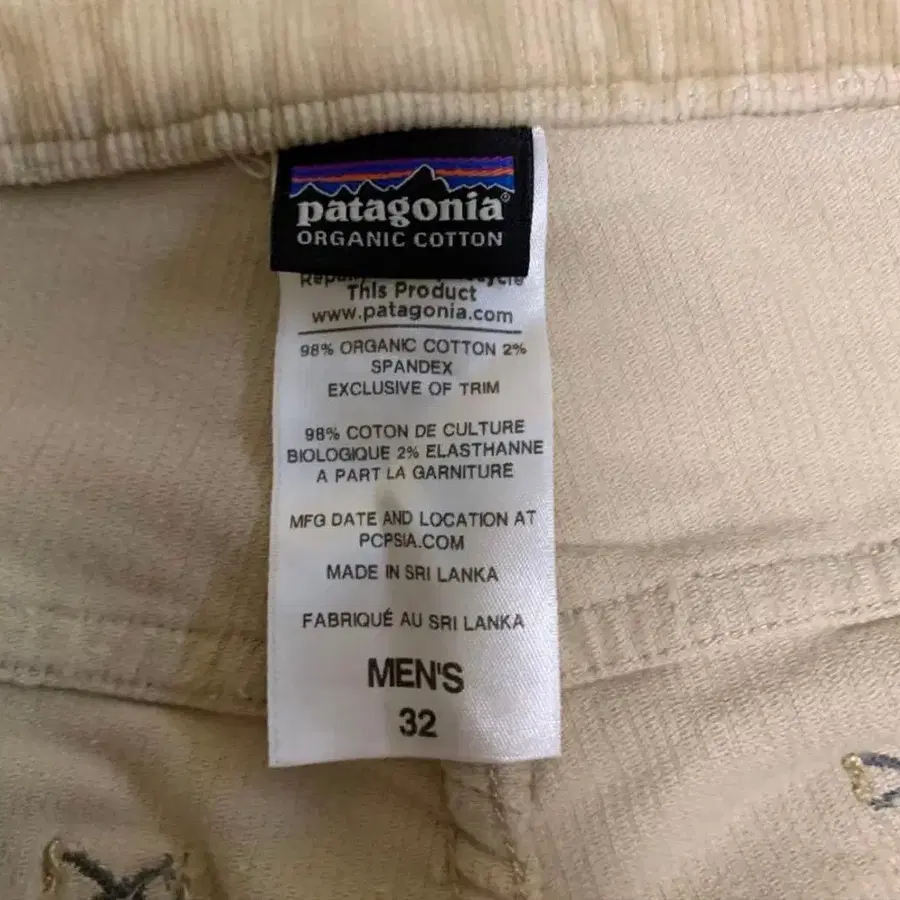 patagonia®
ORGANIC COTTON
This Product
www.patagonia.com
98% ORGANIC COTTON 2%
SPANDEX
EXCLUSIVE OF TRIM
98% COTON DE CULTURE
BIOLOGIQUE 2% ELASTHANNE
A PART LA GARNITURE
MFG DATE AND LOCATION AT
PCPSIA.COM
MADE IN SRI LANKA
FABRIQUÉ AU SRI LANKA
MEN'S
32